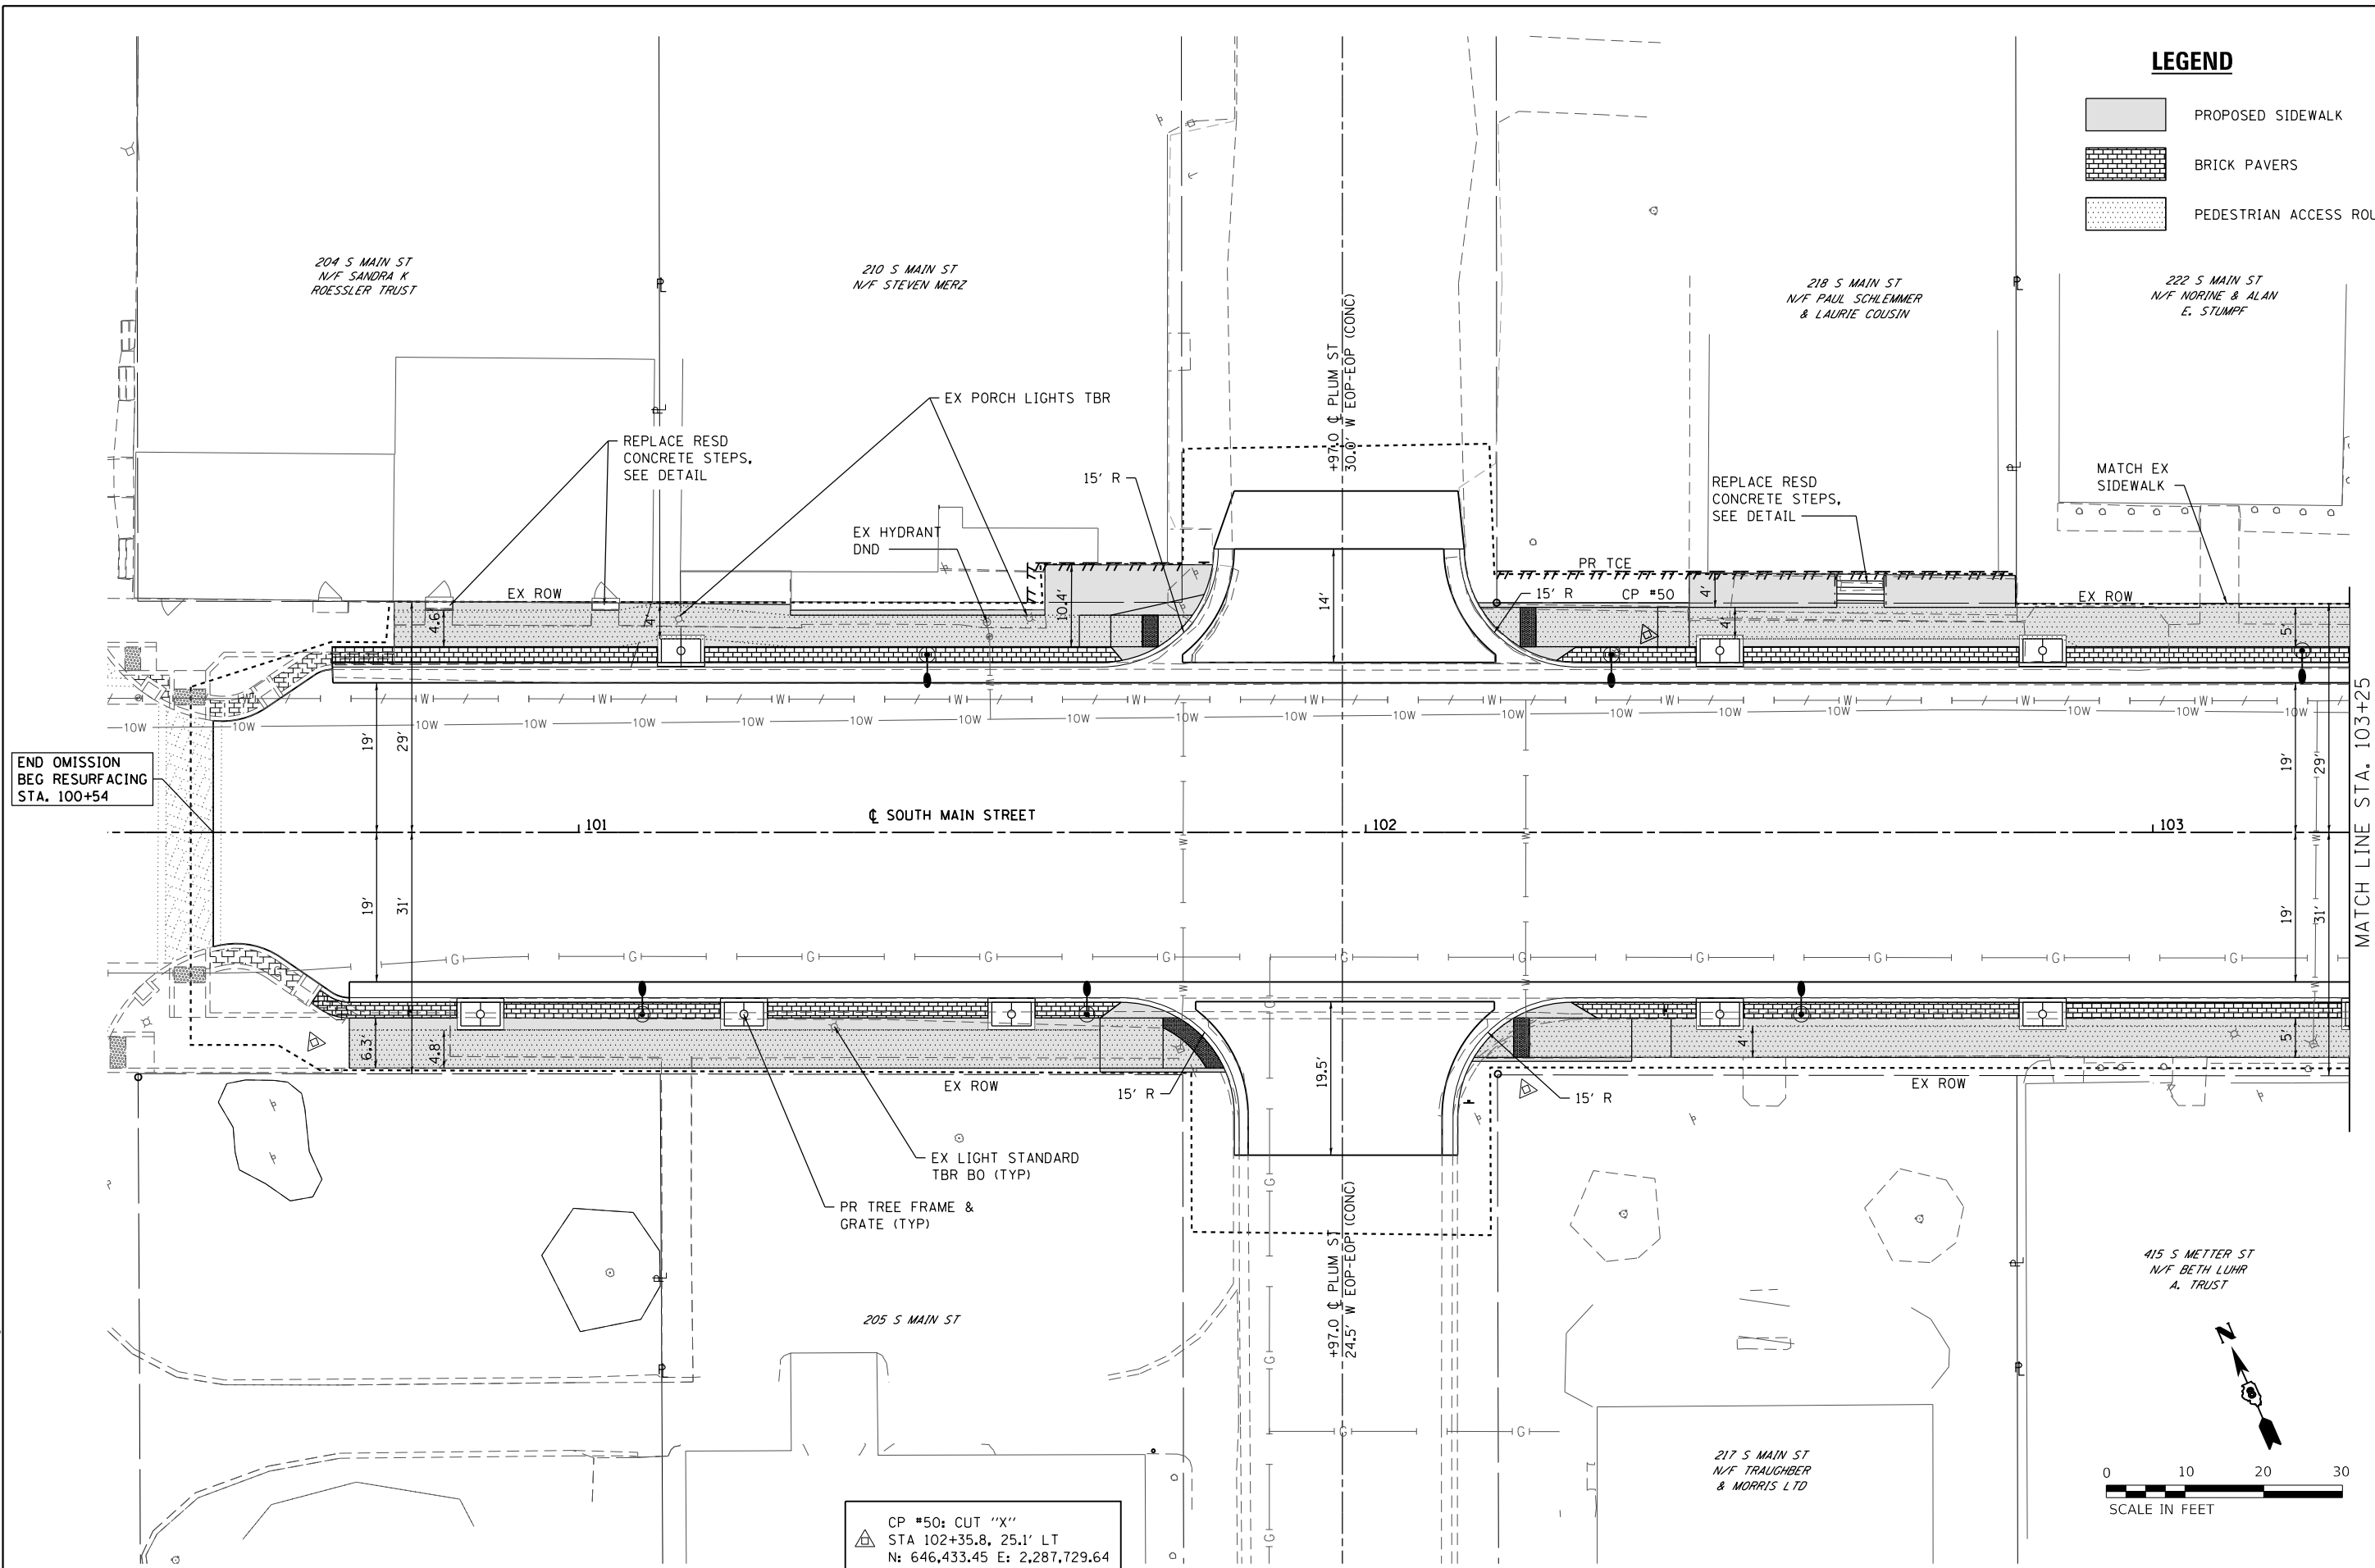 LEGEND
PROPOSED SIDEWALK
BRICK PAVERS
PEDESTRIAN ACCESS ROU
204 S MAIN ST
N/F SANDRA K
ROESSLER TRUST
210 S MAIN ST
N/F STEVEN MERZ
218 S MAIN ST
N/F PAUL SCHLEMMER
& LAURIE COUSIN
222 S MAIN ST
N/F NORINE & ALAN
E. STUMPF
+97.0 ℄ PLUM ST
30.0' W EOP-EOP (CONC)
EX PORCH LIGHTS TBR
REPLACE RESD
CONCRETE STEPS,
SEE DETAIL
15' R
EX HYDRANT
DND
REPLACE RESD
CONCRETE STEPS,
SEE DETAIL
MATCH EX
SIDEWALK
PR TCE
EX ROW
15' R
CP #50
EX ROW
4.6'
4'
10.4'
14'
4'
4'
5'
END OMISSION
BEG RESURFACING
STA. 100+54
19'
29'
19'
29'
℄ SOUTH MAIN STREET
101
102
103
MATCH LINE STA. 103+25
19'
31'
19'
31'
6.3'
4.8'
19.5'
4'
5'
EX ROW
15' R
15' R
EX ROW
EX LIGHT STANDARD
TBR BO (TYP)
PR TREE FRAME &
GRATE (TYP)
+97.0 ℄ PLUM ST
24.5' W EOP-EOP (CONC)
205 S MAIN ST
415 S METTER ST
N/F BETH LUHR
A. TRUST
217 S MAIN ST
N/F TRAUGHBER
& MORRIS LTD
N
0 10 20 30
SCALE IN FEET
CP #50: CUT "X"
STA 102+35.8, 25.1' LT
N: 646,433.45 E: 2,287,729.64